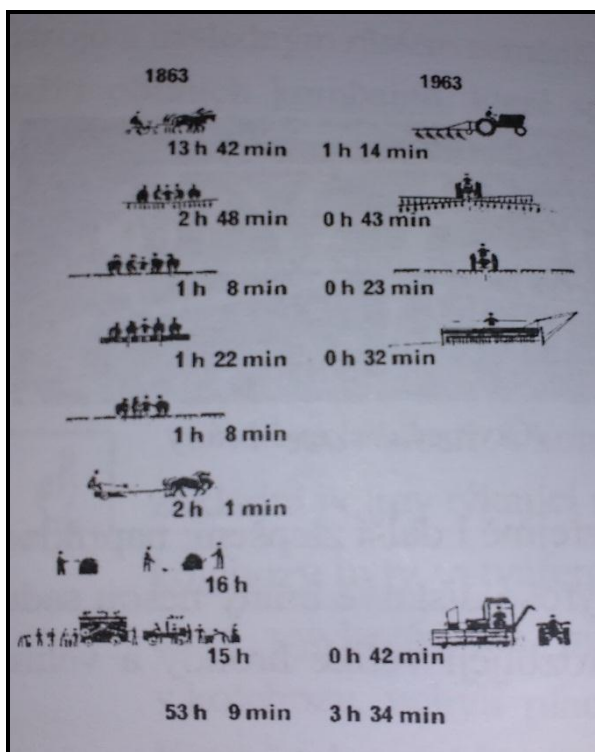 1863 1963
13 h 42 min 1 h 14 min
2 h 48 min 0 h 43 min
1 h 8 min 0 h 23 min
1 h 22 min 0 h 32 min
1 h 8 min
2 h 1 min
16 h
15 h 0 h 42 min
53 h 9 min 3 h 34 min